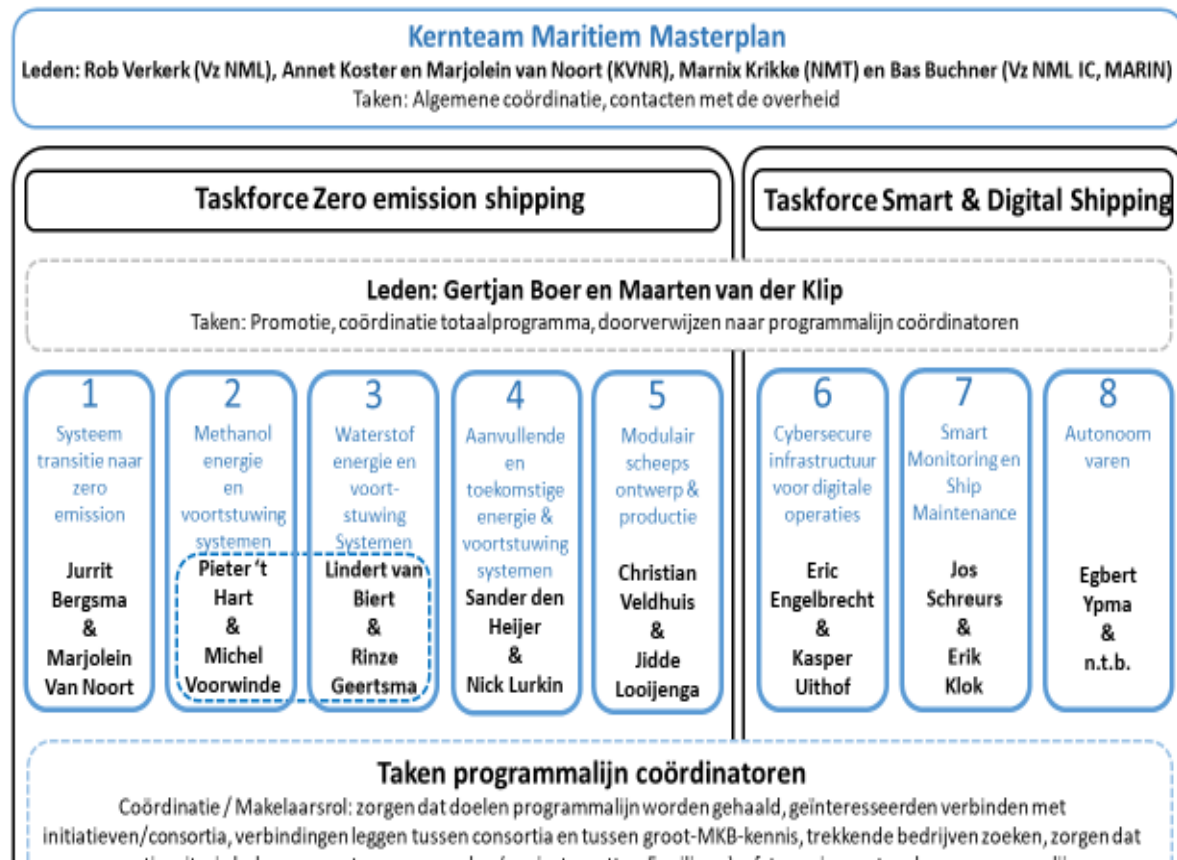 Kernteam Maritiem Masterplan
Leden: Rob Verkerk (Vz NML), Annet Koster en Marjolein van Noort (KVNR), Marnix Krikke (NMT) en Bas Buchner (Vz NML IC, MARIN)
Taken: Algemene coördinatie, contacten met de overheid
Taskforce Zero emission shipping
Taskforce Smart & Digital Shipping
Leden: Gertjan Boer en Maarten van der Klip
Taken: Promotie, coördinatie totaalprogramma, doorverwijzen naar programmalijn coördinatoren
1
Systeem
transitie naar
zero
emission
Jurrit
Bergsma
&
Marjolein
Van Noort
2
Methanol
energie
en
voortstuwing
systemen
Pieter ‘t
Hart
&
Michel
Voorwinde
3
Waterstof
energie en
voort-
stuwing
Systemen
Lindert van
Biert
&
Rinze
Geertsma
4
Aanvullende
en
toekomstige
energie &
voortstuwing
systemen
Sander den
Heijer
&
Nick Lurkin
5
Modulair
scheeps
ontwerp &
productie
Christian
Veldhuis
&
Jidde
Looijenga
6
Cybersecure
infrastructuur
voor digitale
operaties
Eric
Engelbrecht
&
Kasper
Uithof
7
Smart
Monitoring en
Ship
Maintenance
Jos
Schreurs
&
Erik
Klok
8
Autonoom
varen
Egbert
Ypma
&
n.t.b.
Taken programmalijn coördinatoren
Coördinatie / Makelaarsrol: zorgen dat doelen programmalijn worden gehaald, geïnteresseerden verbinden met
initiatieven/consortia, verbindingen leggen tussen consortia en tussen groot-MKB-kennis, trekkende bedrijven zoeken, zorgen dat